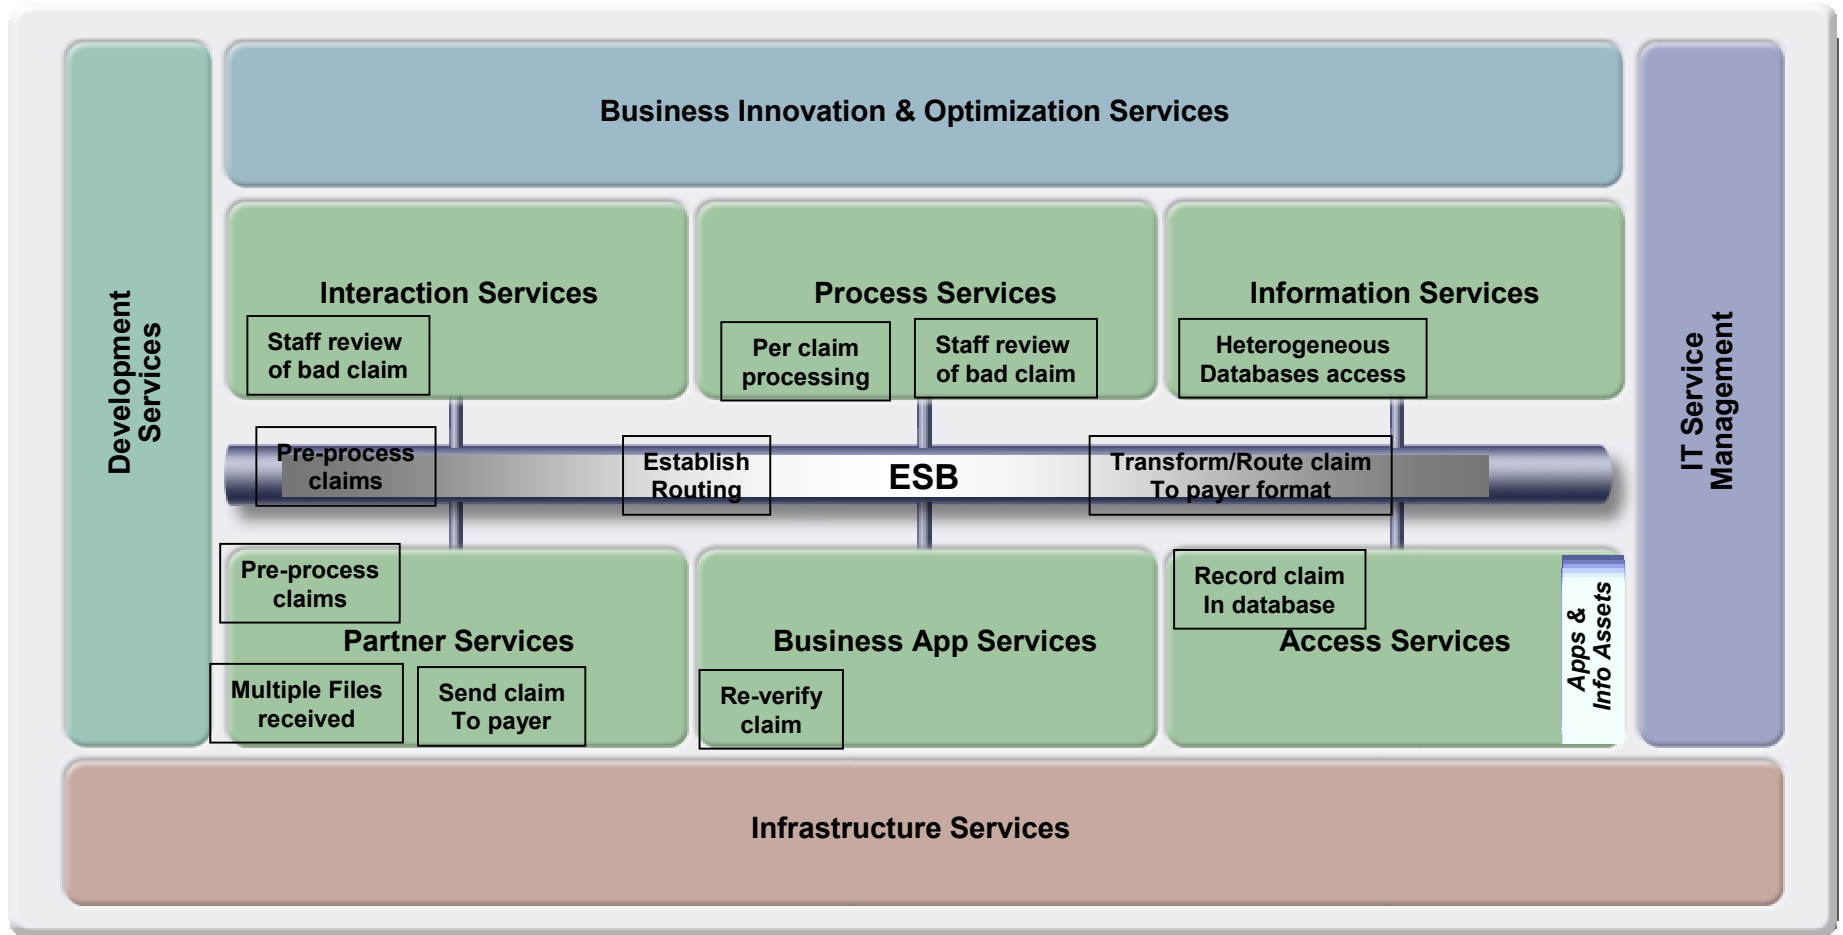 Business Innovation & Optimization Services
Development
Services
Interaction Services
Staff review
of bad claim
Process Services
Per claim
processing
Staff review
of bad claim
Information Services
Heterogeneous
Databases access
IT Service
Management
Pre-process
claims
Establish
Routing
ESB
Transform/Route claim
To payer format
Pre-process
claims
Partner Services
Multiple Files
received
Send claim
To payer
Business App Services
Re-verify
claim
Record claim
In database
Access Services
Apps &
Info Assets
Infrastructure Services